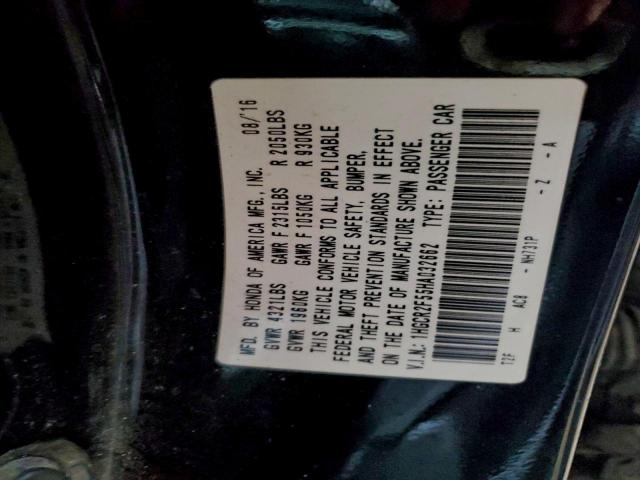 MFD. BY HONDA OF AMERICA MFG., INC. 08/'16
GVWR 4321LBS GAWR F 2315LBS R 2050LBS
GVWR 1960KG GAWR F 1050KG R 930KG
THIS VEHICLE CONFORMS TO ALL APPLICABLE
FEDERAL MOTOR VEHICLE SAFETY, BUMPER,
AND THEFT PREVENTION STANDARDS IN EFFECT
ON THE DATE OF MANUFACTURE SHOWN ABOVE.
V.I.N.: 1HGCR2F55HA032662 TYPE: PASSENGER CAR
T2F H AC8 - NH731P - Z - A